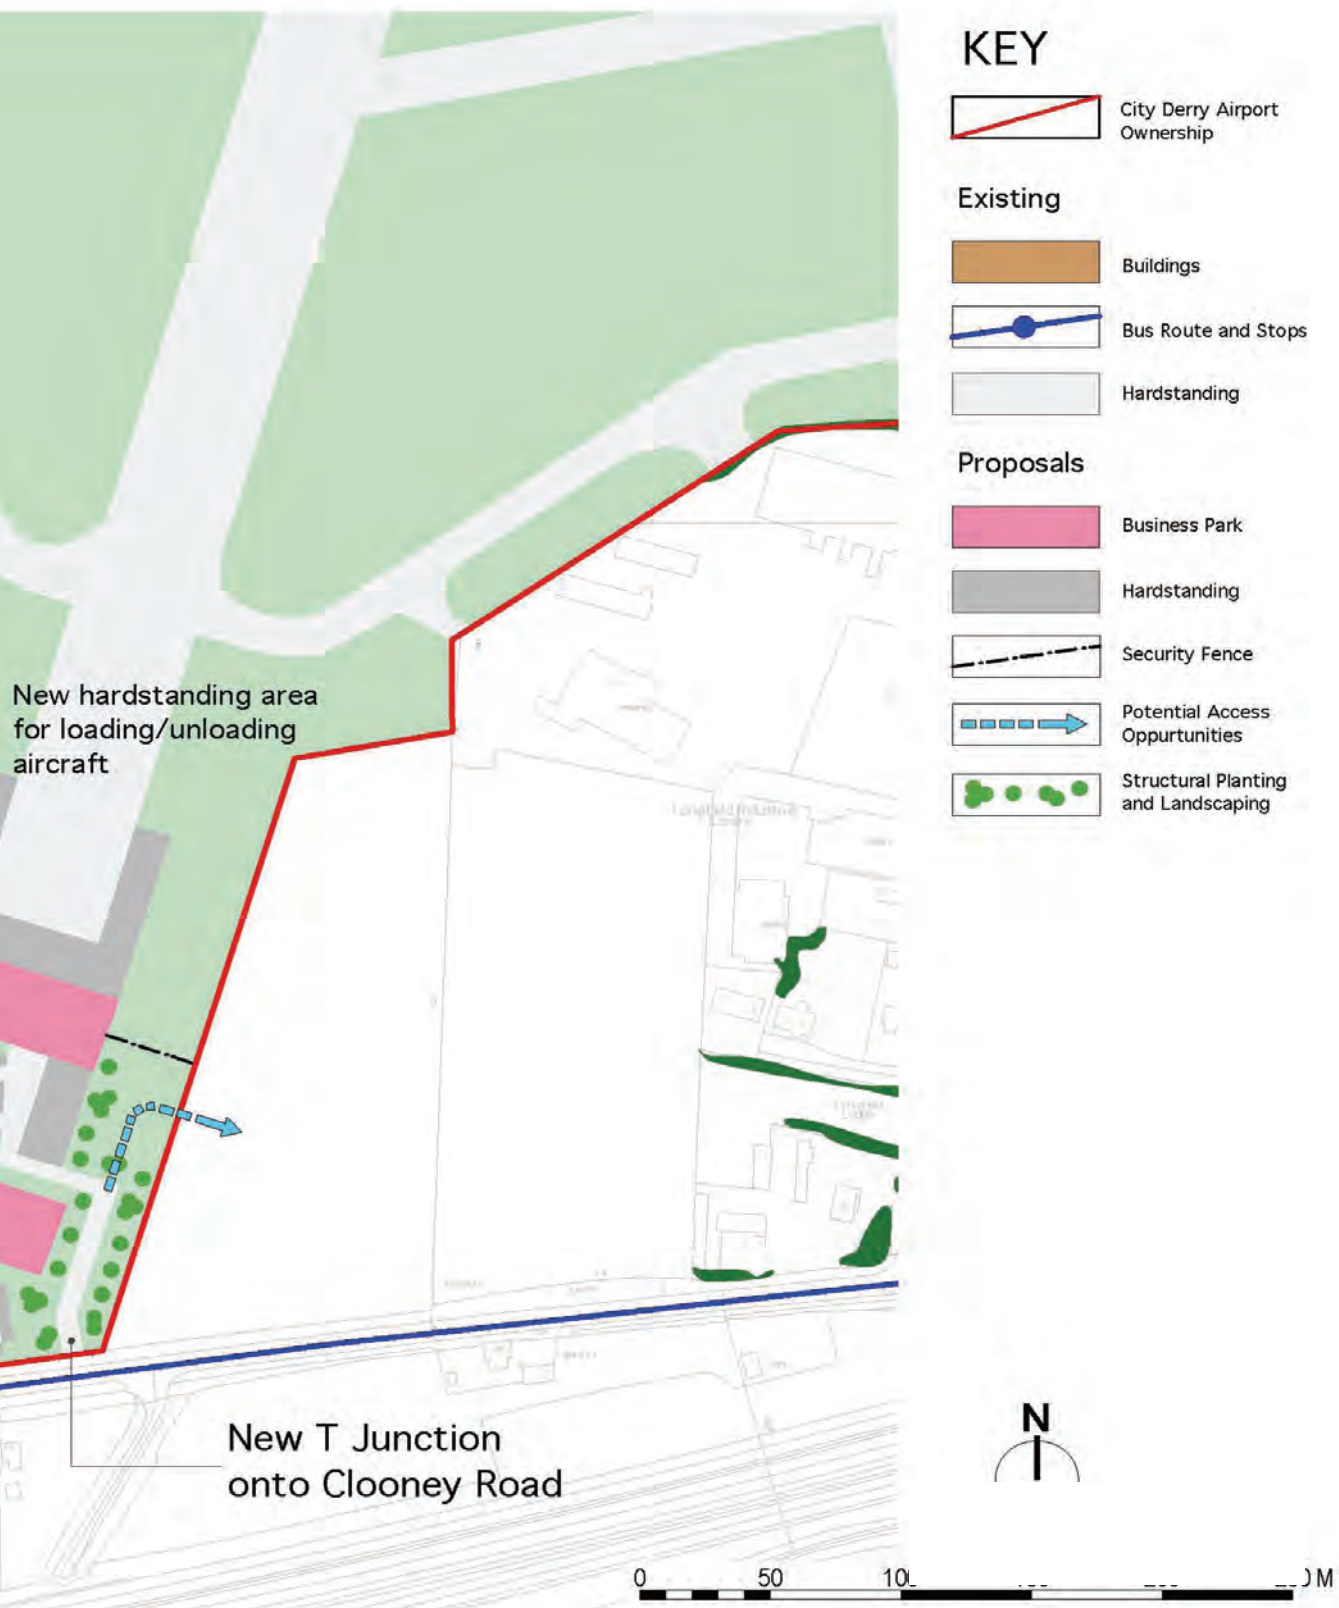 KEY
City Derry Airport
Ownership
Existing
Buildings
Bus Route and Stops
Hardstanding
Proposals
Business Park
Hardstanding
Security Fence
Potential Access
Oppurtunities
Structural Planting
and Landscaping
New hardstanding area
for loading/unloading
aircraft
New T Junction
onto Clooney Road
N
0 50